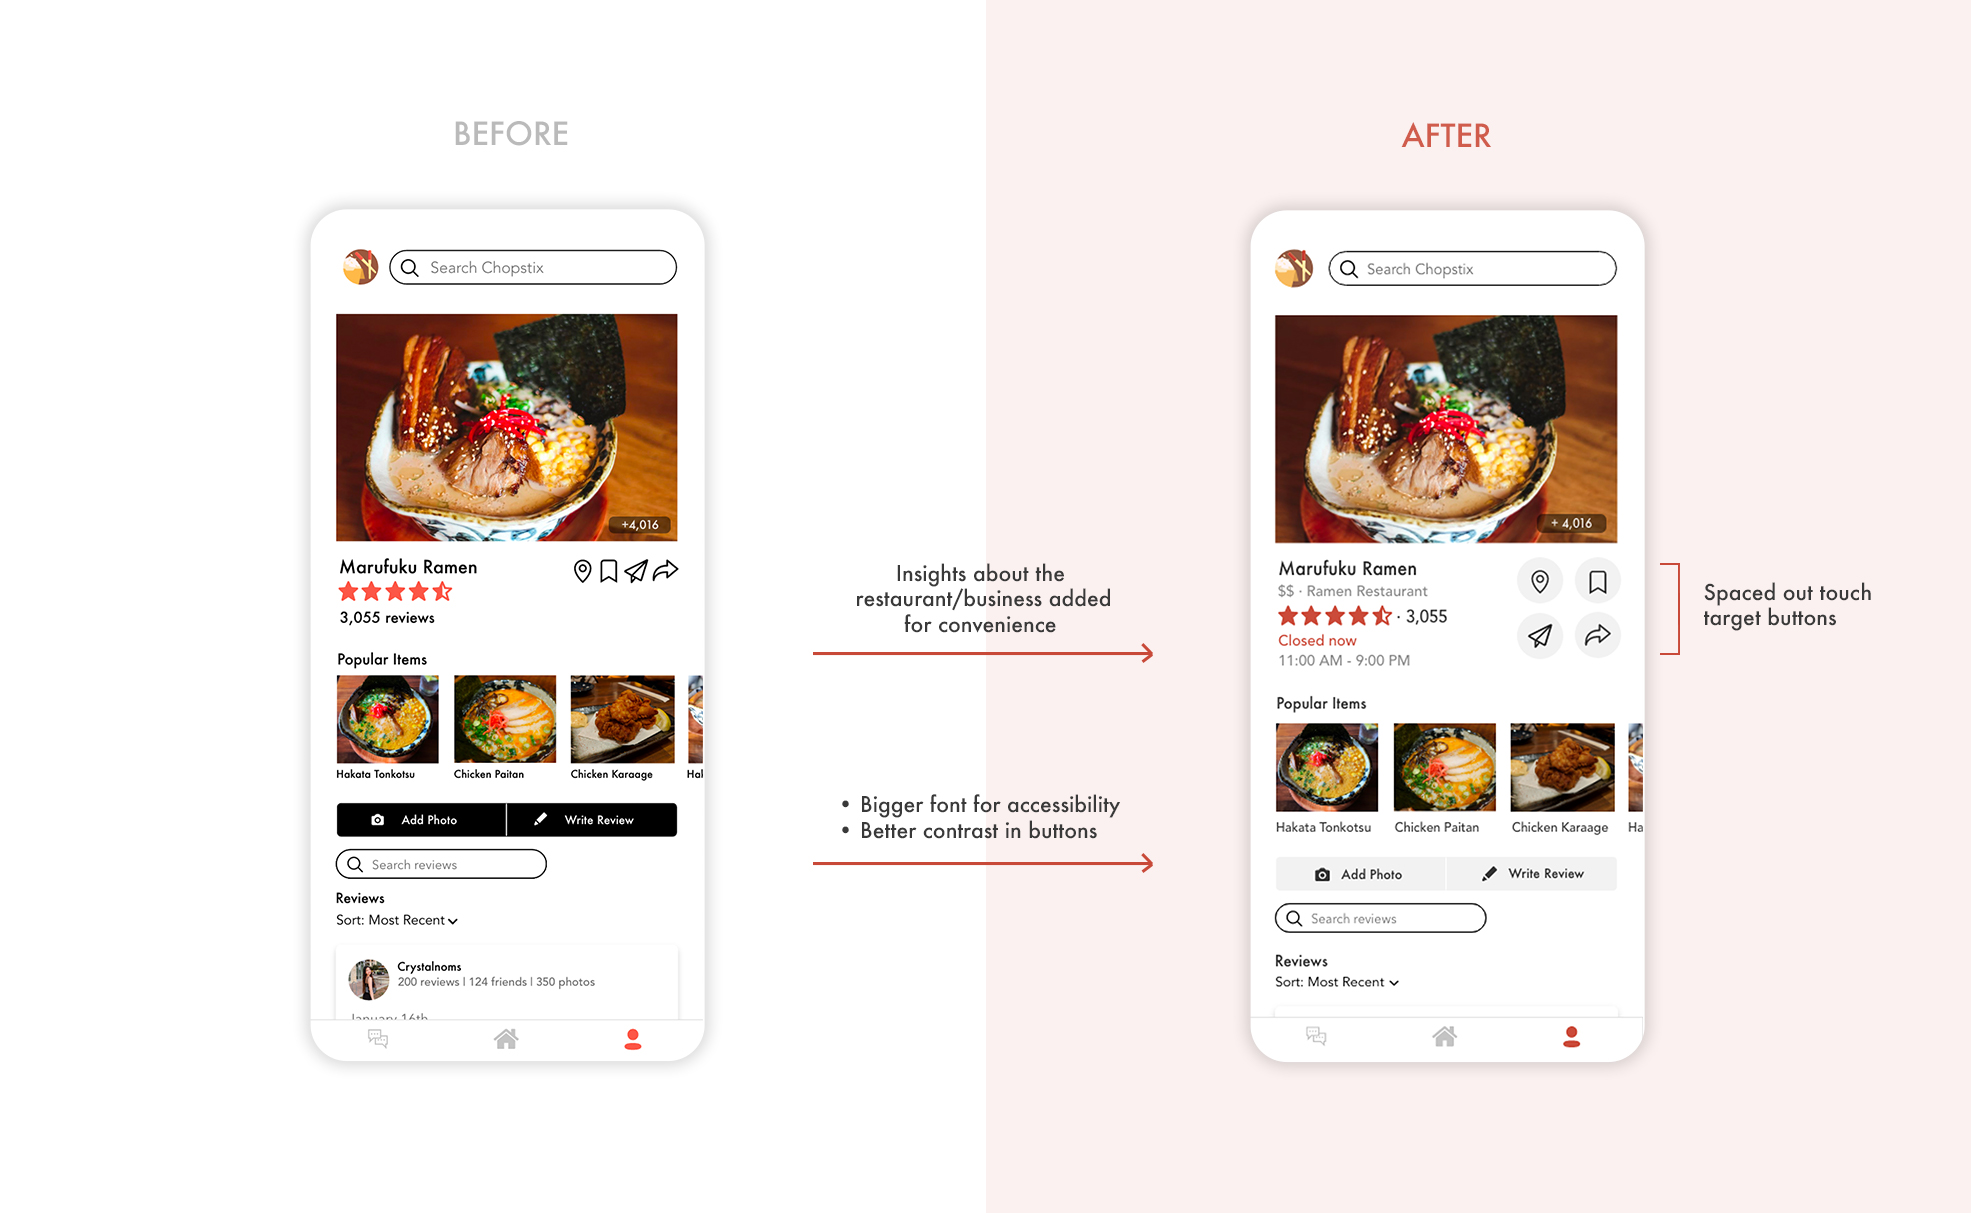 BEFORE
Search Chopstix
+4,016
Marufuku Ramen
3,055 reviews
Popular Items
Hakata Tonkotsu
Chicken Paitan
Chicken Karaage
Hal
Add Photo
Write Review
Search reviews
Reviews
Sort: Most Recent
Crystalnoms
200 reviews | 124 friends | 350 photos
January 16th
Insights about the
restaurant/business added
for convenience
• Bigger font for accessibility
• Better contrast in buttons
AFTER
Search Chopstix
+ 4,016
Marufuku Ramen
$$ · Ramen Restaurant
· 3,055
Closed now
11:00 AM - 9:00 PM
Popular Items
Hakata Tonkotsu
Chicken Paitan
Chicken Karaage
Ha
Add Photo
Write Review
Search reviews
Reviews
Sort: Most Recent
Spaced out touch
target buttons